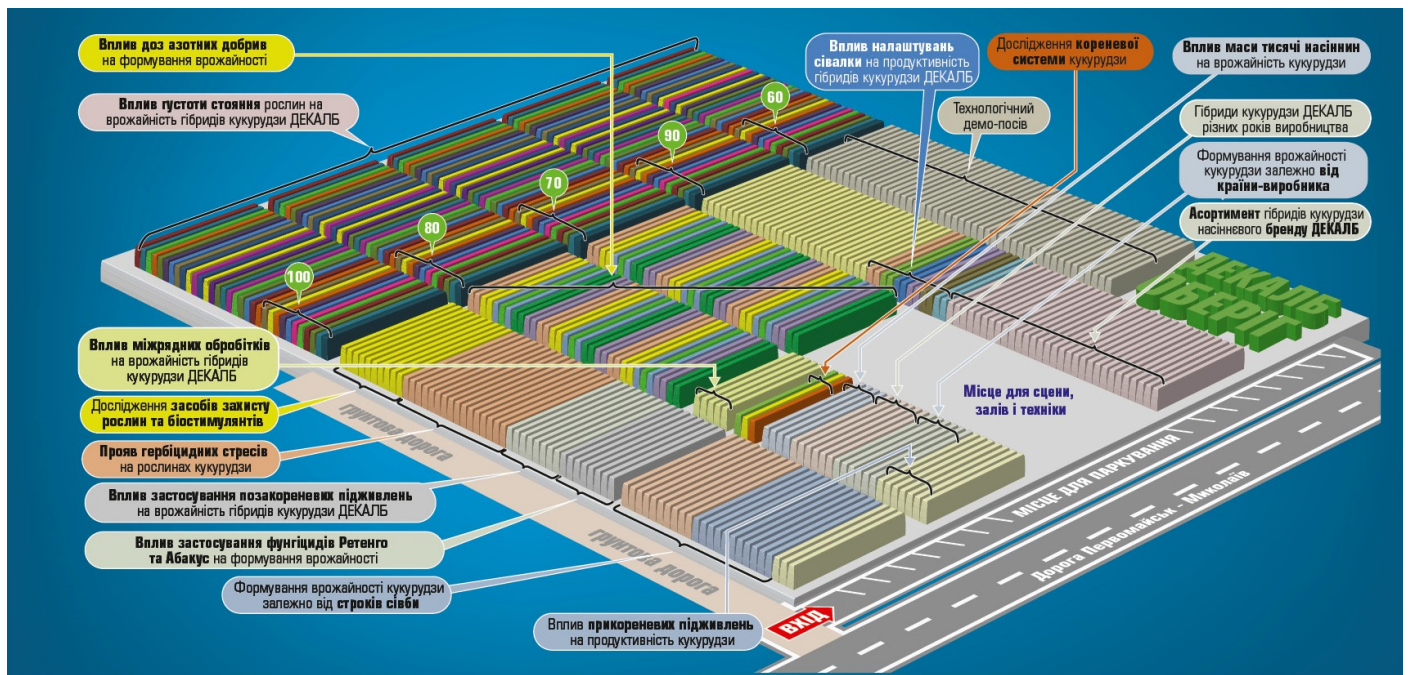 Вплив доз азотних добрив
на формування врожайності
Вплив густоти стояння рослин на
врожайність гібридів кукурудзи ДЕКАЛБ
Вплив налаштувань
сівалки на продуктивність
гібридів кукурудзи ДЕКАЛБ
Дослідження кореневої
системи кукурудзи
Вплив маси тисячі насіннин
на врожайність кукурудзи
Технологічний
демо-посів
Гібриди кукурудзи ДЕКАЛБ
різних років виробництва
Формування врожайності
кукурудзи залежно від
країни-виробника
Асортимент гібридів кукурудзи
насіннєвого бренду ДЕКАЛБ
60
90
70
80
100
ДЕКАЛБ
ОБЕРІГ
Вплив міжрядних обробітків
на врожайність гібридів
кукурудзи ДЕКАЛБ
Дослідження засобів захисту
рослин та біостимулянтів
Прояв гербіцидних стресів
на рослинах кукурудзи
Вплив застосування позакореневих підживлень
на врожайність гібридів кукурудзи ДЕКАЛБ
Вплив застосування фунгіцидів Ретенго
та Абакус на формування врожайності
Формування врожайності кукурудзи
залежно від строків сівби
Вплив прикореневих підживлень
на продуктивність кукурудзи
Місце для сцени,
залів і техніки
ґрунтова дорога
ґрунтова дорога
МІСЦЕ ДЛЯ ПАРКУВАННЯ
Дорога Первомайськ - Миколаїв
ВХІД